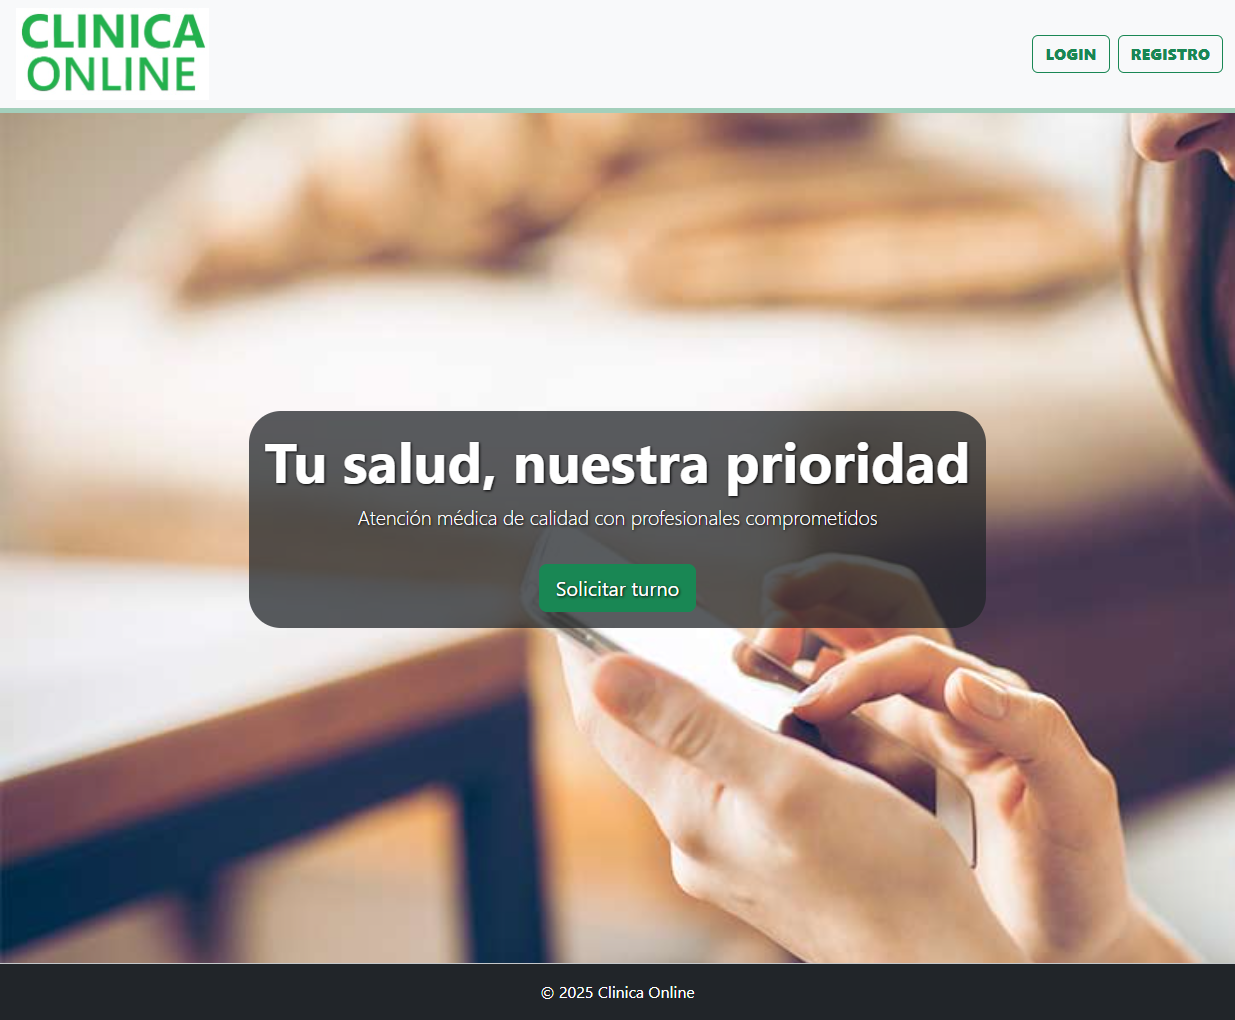 CLINICA
ONLINE
LOGIN
REGISTRO
Tu salud, nuestra prioridad
Atención médica de calidad con profesionales comprometidos
Solicitar turno
© 2025 Clinica Online